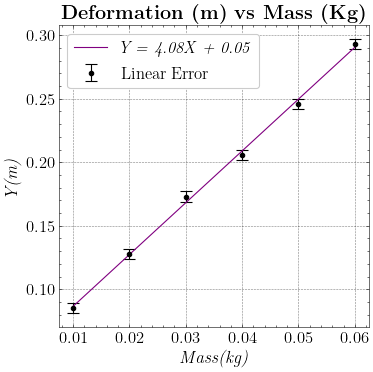 Deformation (m) vs Mass (Kg)
Y = 4.08X + 0.05
Linear Error
0.30
0.25
0.20
0.15
0.10
Y(m)
0.01 0.02 0.03 0.04 0.05 0.06
Mass(kg)